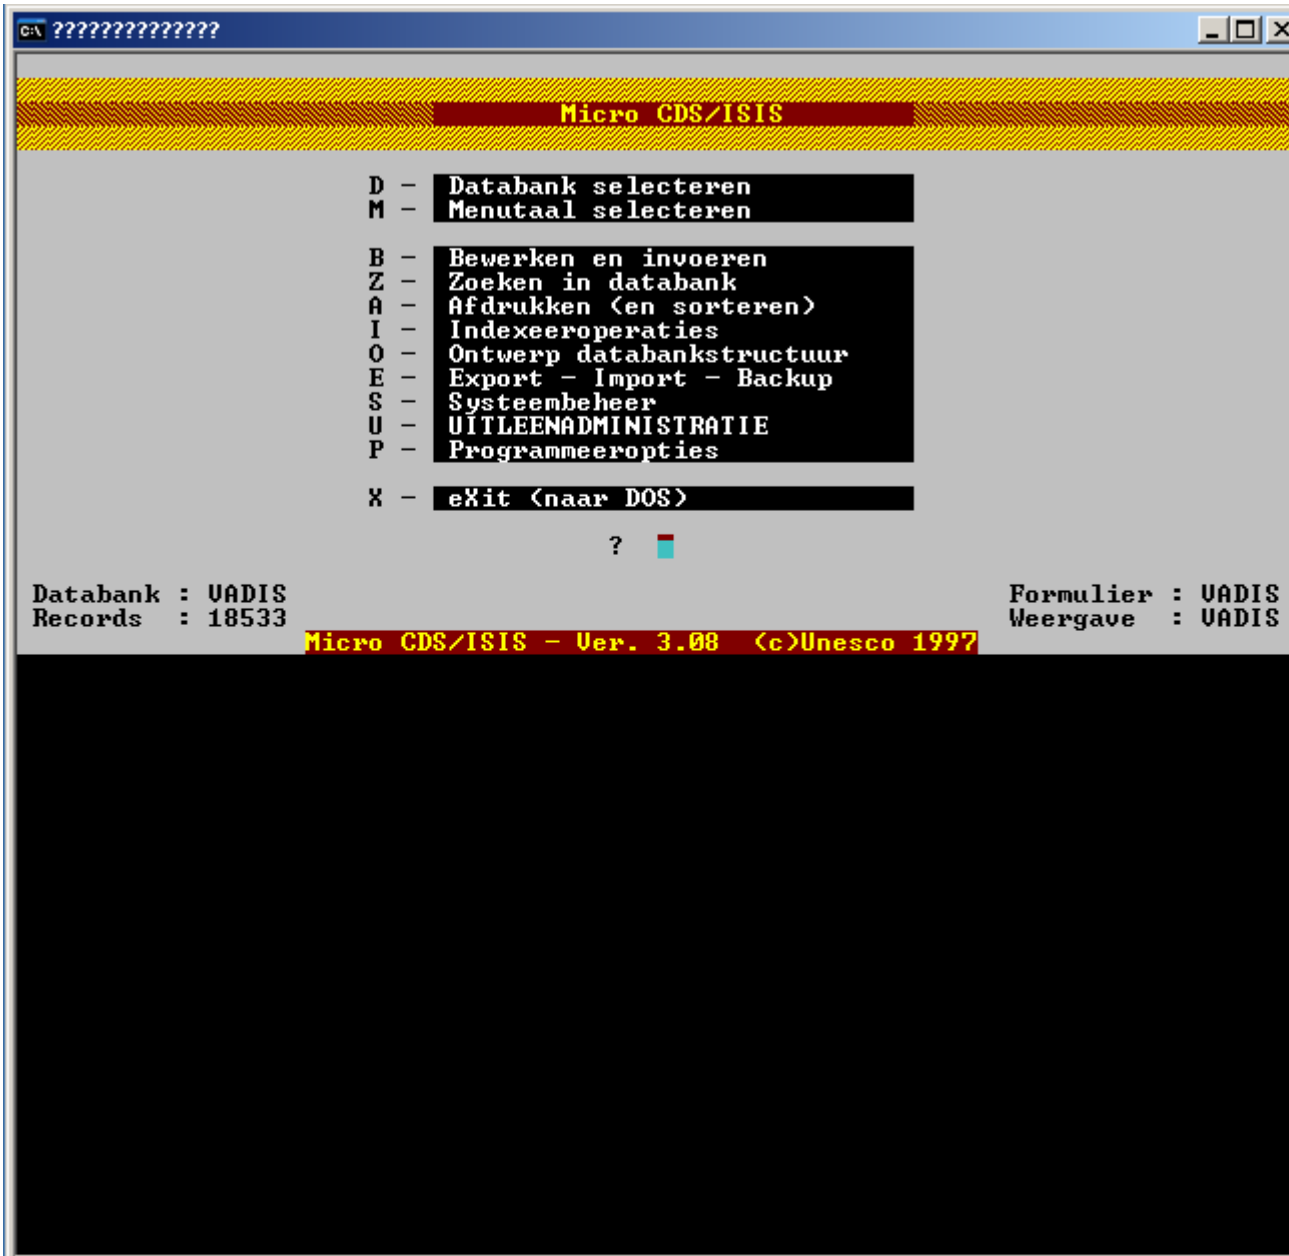 C:\ ??????????????
Micro CDS/ISIS
D - Databank selecteren
M - Menutaal selecteren
B - Bewerken en invoeren
Z - Zoeken in databank
A - Afdrukken (en sorteren)
I - Indexeeroperaties
O - Ontwerp databankstructuur
E - Export - Import - Backup
S - Systeembeheer
U - UITLEENADMINISTRATIE
P - Programmeeropties
X - eXit (naar DOS)
?
Databank : VADIS Formulier : VADIS
Records : 18533 Weergave : VADIS
Micro CDS/ISIS - Ver. 3.08 (c)Unesco 1997